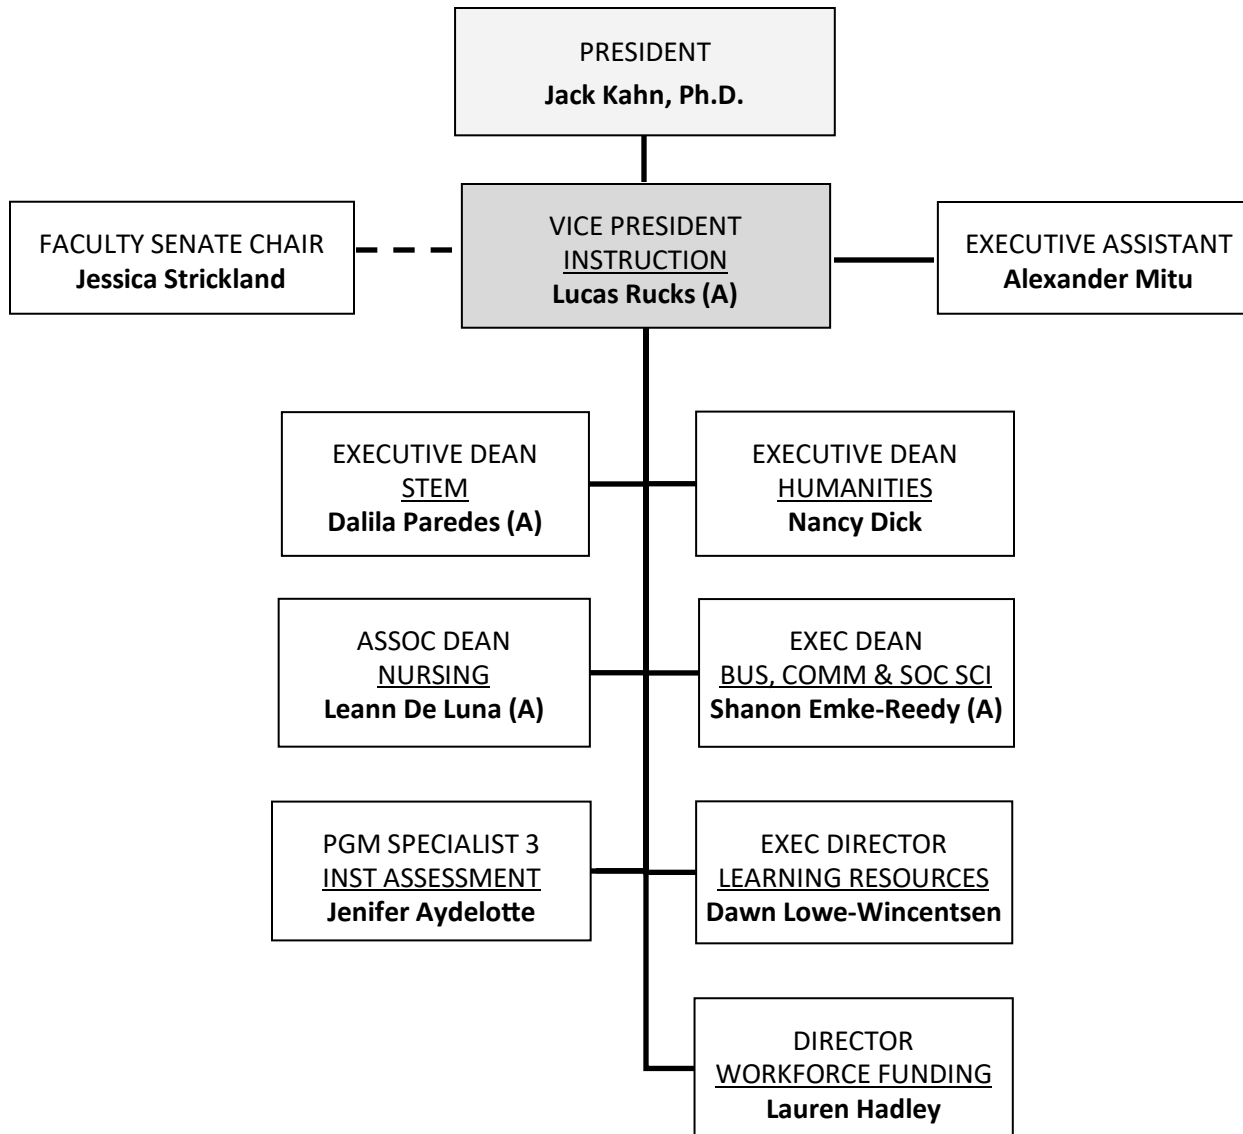 PRESIDENT
Jack Kahn, Ph.D.
FACULTY SENATE CHAIR
Jessica Strickland
VICE PRESIDENT
INSTRUCTION
Lucas Rucks (A)
EXECUTIVE ASSISTANT
Alexander Mitu
EXECUTIVE DEAN
STEM
Dalila Paredes (A)
EXECUTIVE DEAN
HUMANITIES
Nancy Dick
ASSOC DEAN
NURSING
Leann De Luna (A)
EXEC DEAN
BUS, COMM & SOC SCI
Shanon Emke-Reedy (A)
PGM SPECIALIST 3
INST ASSESSMENT
Jenifer Aydelotte
EXEC DIRECTOR
LEARNING RESOURCES
Dawn Lowe-Wincentsen
DIRECTOR
WORKFORCE FUNDING
Lauren Hadley